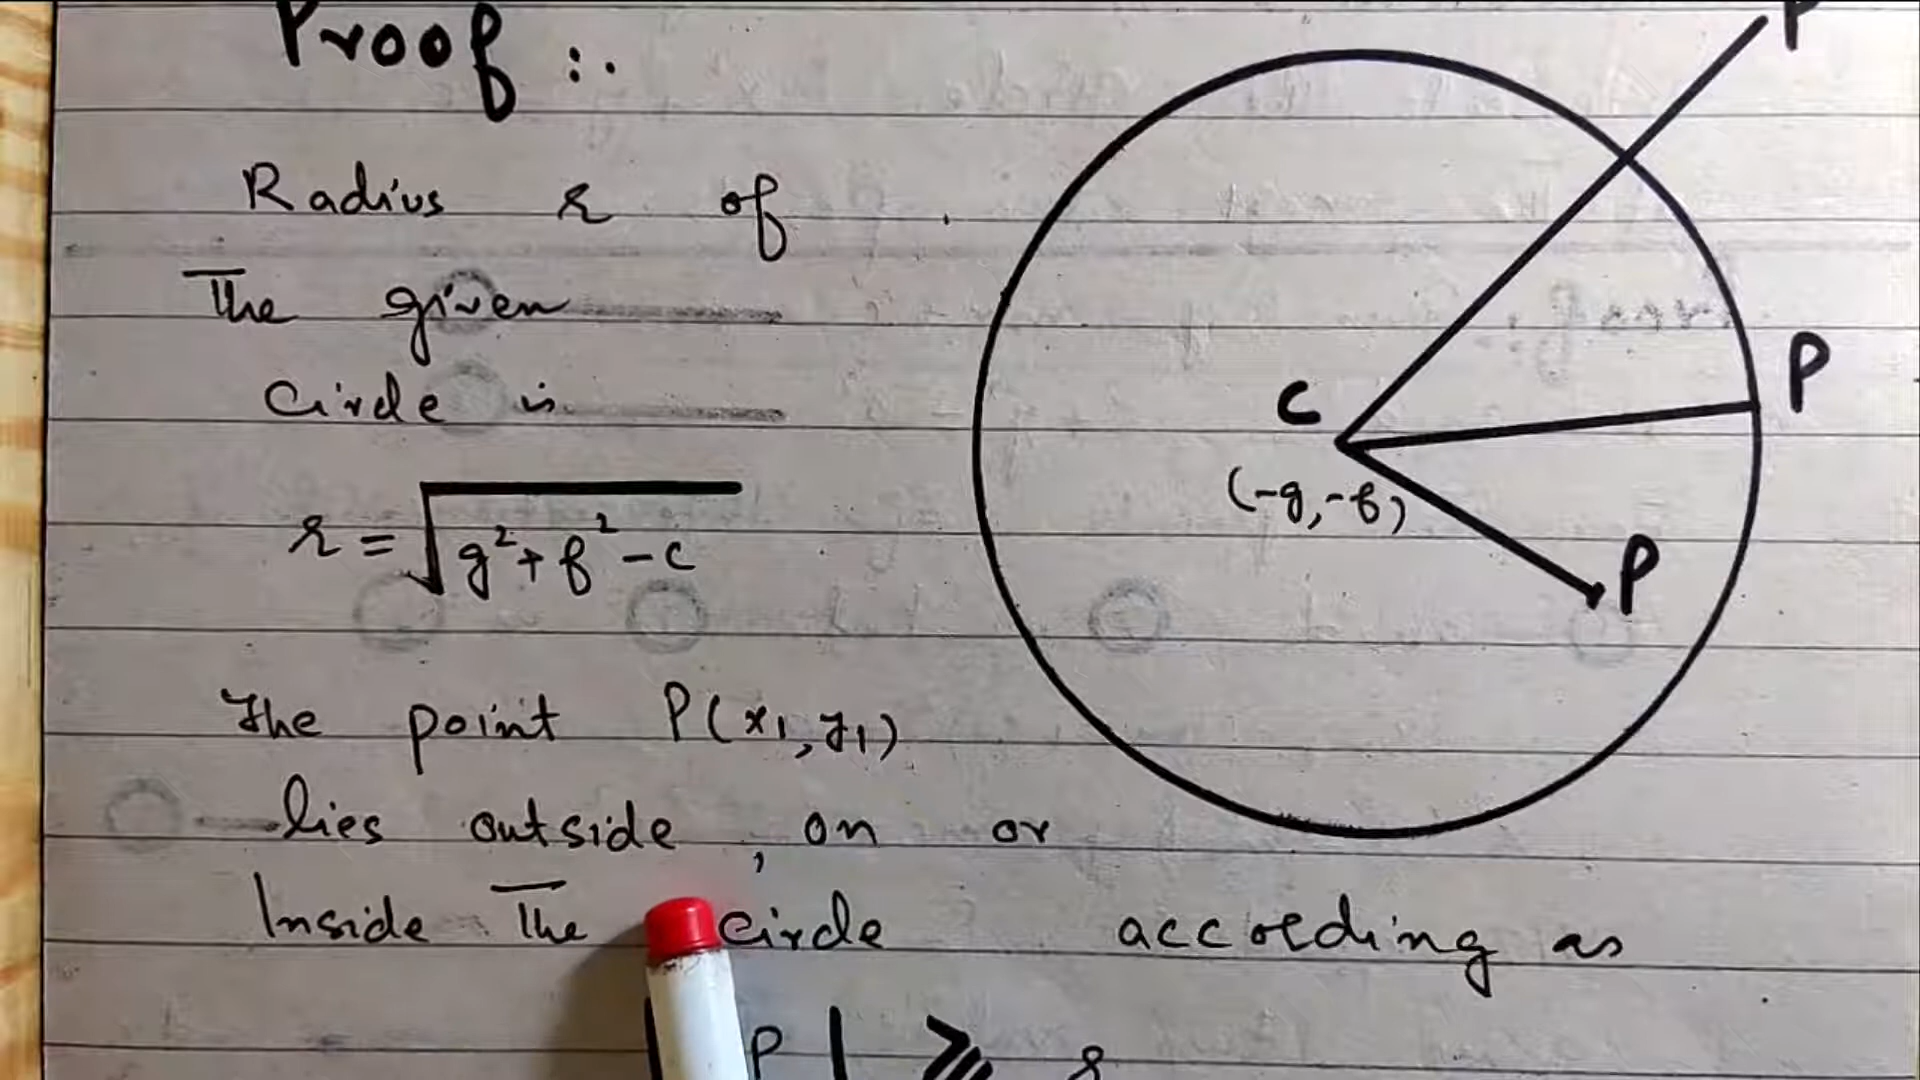 Proof :.
Radius r of
The given
Circle is
r = √g²+f²-c
The point P(x₁,y₁)
lies outside, on or
Inside The circle according as
P | ⋛ r
P
C
P
(-g,-f)
P